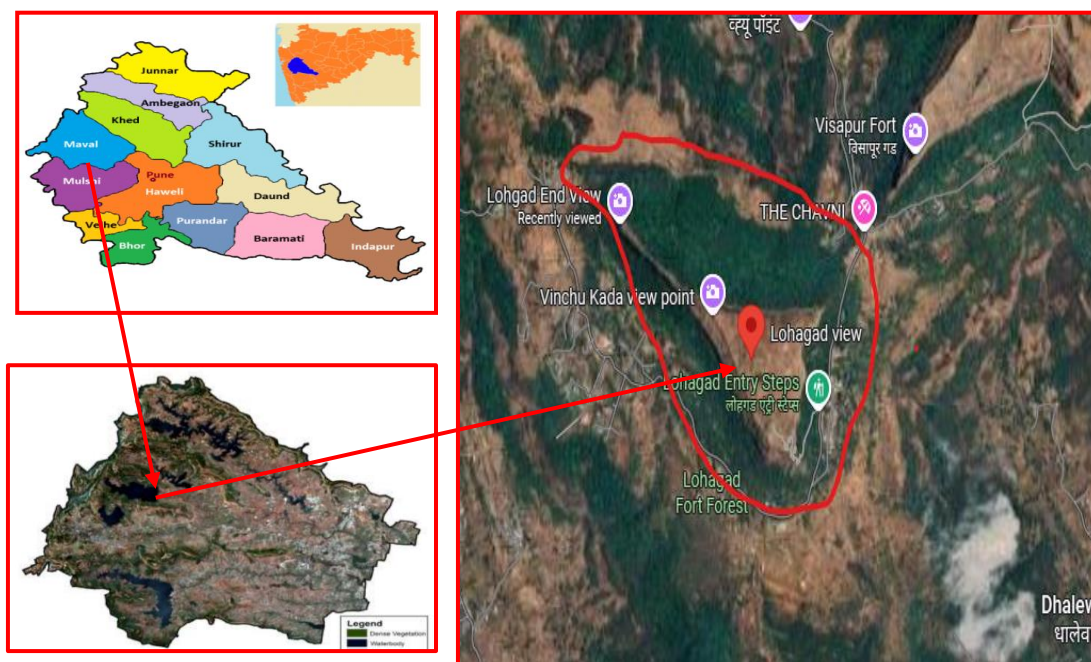 Junnar
Ambegaon
Khed
Maval
Shirur
Mulshi
Pune
Haweli
Daund
Velhe
Purandar
Bhor
Baramati
Indapur
Legend
Dense Vegetation
Waterbody
व्ह्यू पॉइंट
Visapur Fort
विसापूर गड
Lohgad End View
Recently viewed
THE CHAVNI
Vinchu Kada view point
Lohagad view
Lohagad Entry Steps
लोहगड एंट्री स्टेप्स
Lohagad
Fort Forest
Dhalew
धालेव